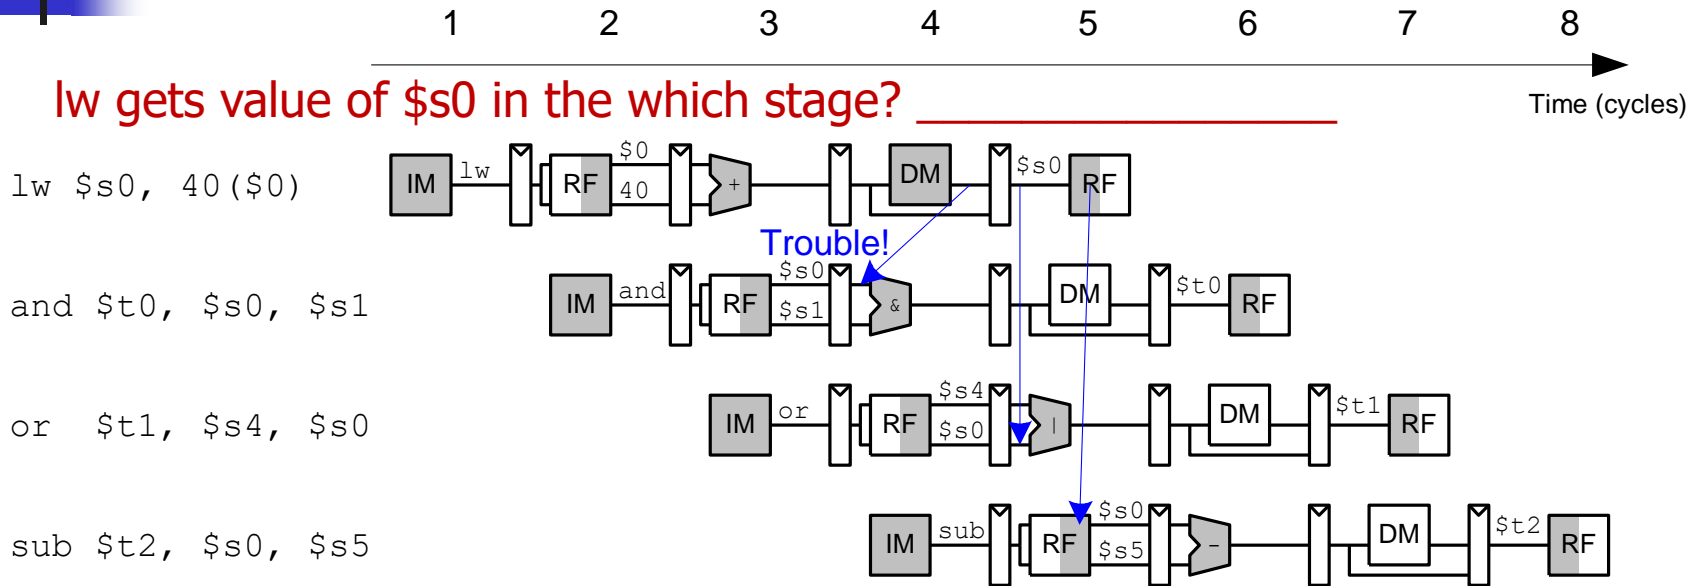 1 2 3 4 5 6 7 8
lw gets value of $s0 in the which stage? ________________
Time (cycles)
lw $s0, 40($0)
IM lw RF $0 40 + DM $s0 RF
Trouble!
and $t0, $s0, $s1
IM and RF $s0 $s1 & DM $t0 RF
or $t1, $s4, $s0
IM or RF $s4 $s0 | DM $t1 RF
sub $t2, $s0, $s5
IM sub RF $s0 $s5 - DM $t2 RF